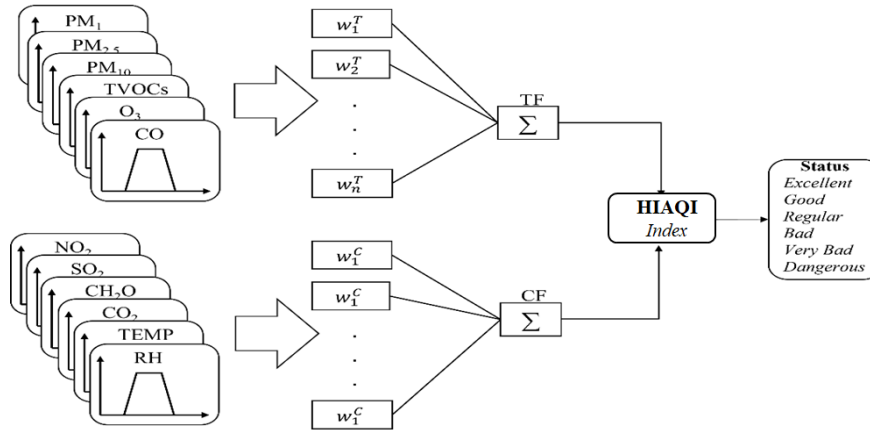 PM₁
PM₂.₅
PM₁₀
TVOCs
O₃
CO
w₁ᵀ
w₂ᵀ
.
.
.
wₙᵀ
TF
Σ
NO₂
SO₂
CH₂O
CO₂
TEMP
RH
w₁ᶜ
w₁ᶜ
.
.
.
w₁ᶜ
CF
Σ
HIAQI
Index
Status
Excellent
Good
Regular
Bad
Very Bad
Dangerous